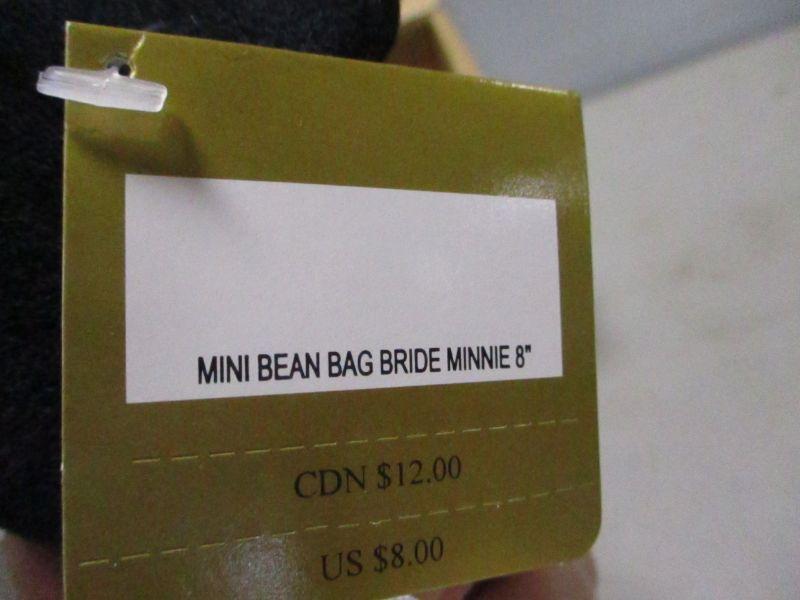 MINI BEAN BAG BRIDE MINNIE 8"
CDN $12.00
US $8.00